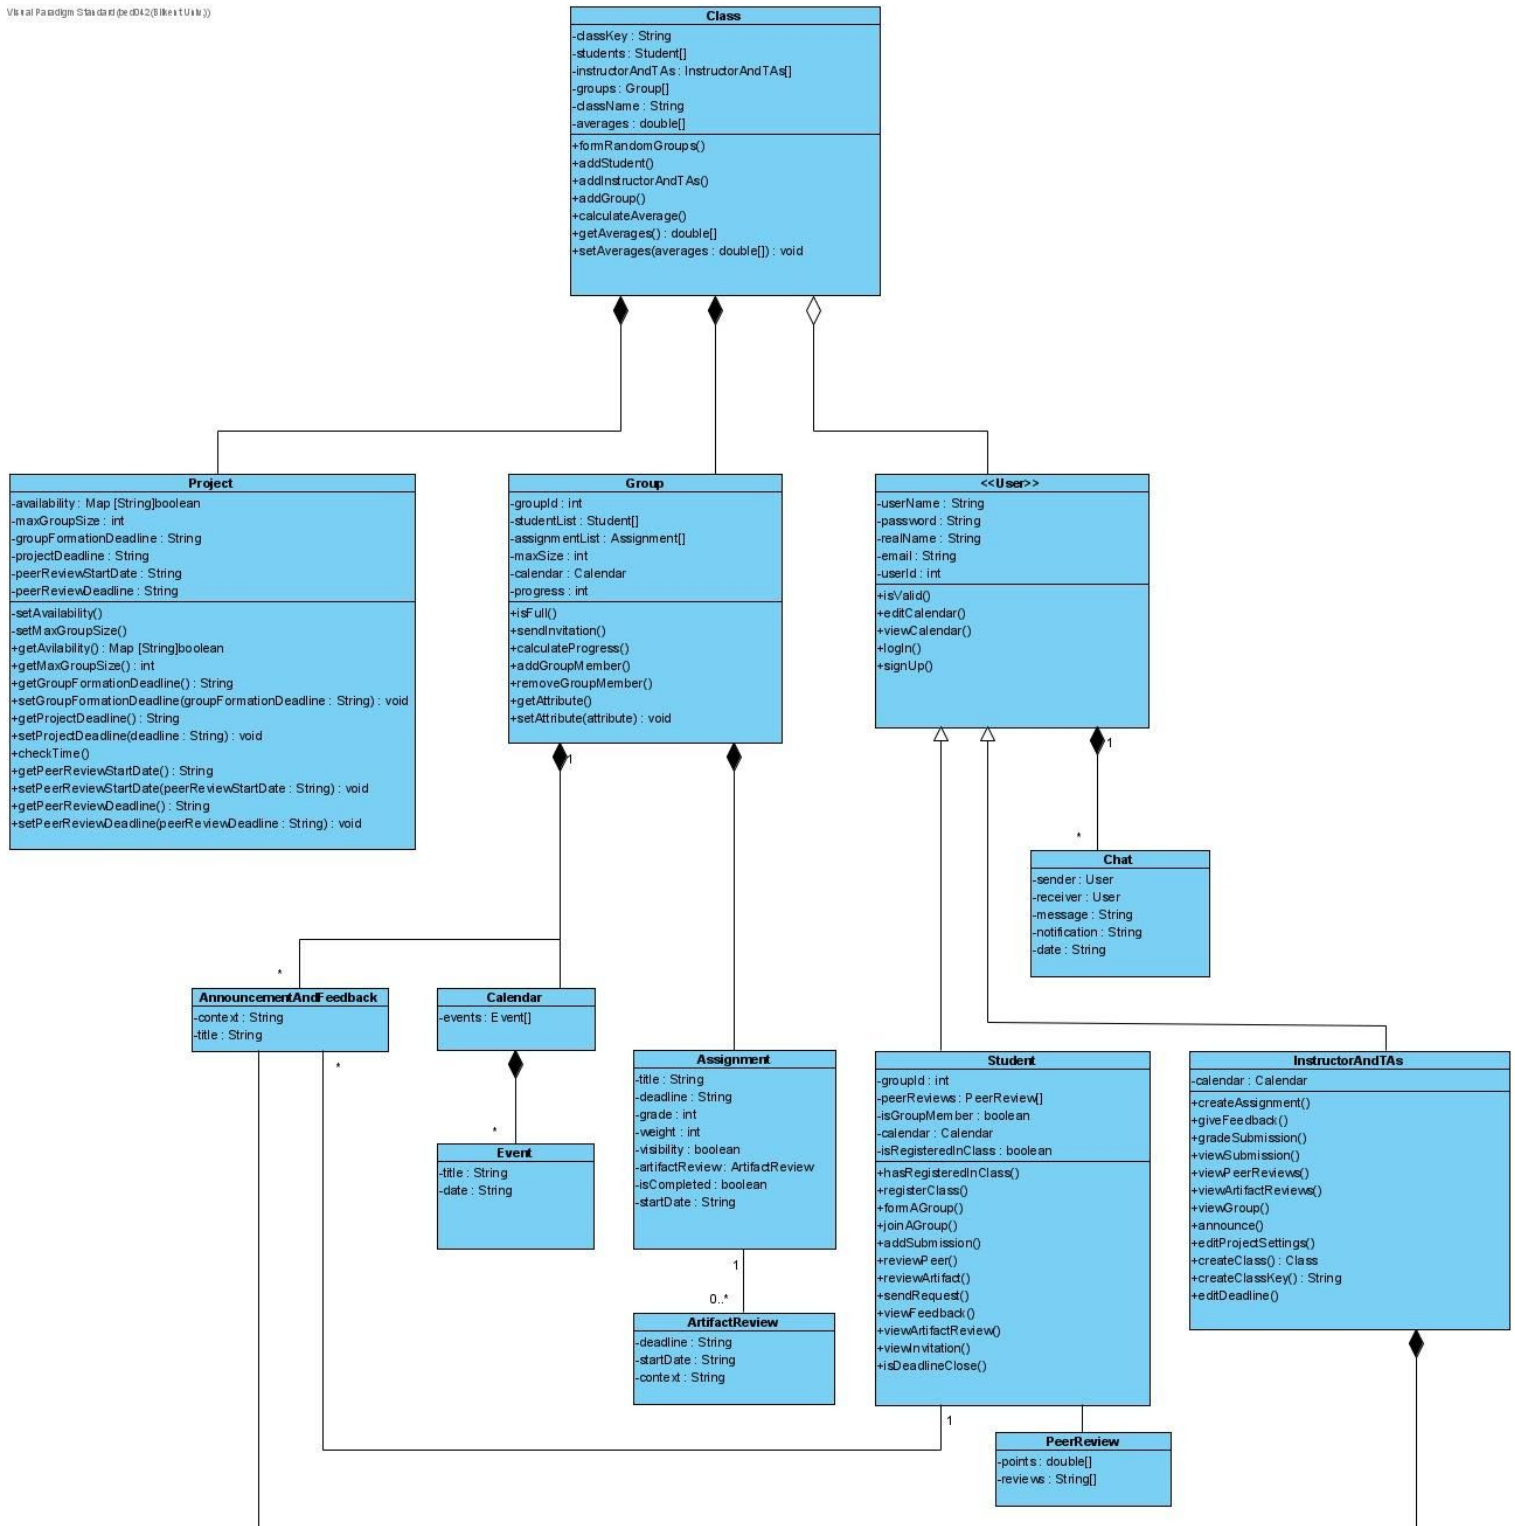 Visual Paradigm Standard(bed042(Bilkent Univ.))
Class
-classKey : String
-students : Student[]
-instructorAndTAs : InstructorAndTAs[]
-groups : Group[]
-className : String
-averages : double[]
+formRandomGroups()
+addStudent()
+addInstructorAndTAs()
+addGroup()
+calculateAverage()
+getAverages() : double[]
+setAverages(averages : double[]) : void
Project
-availability : Map [String]boolean
-maxGroupSize : int
-groupFormationDeadline : String
-projectDeadline : String
-peerReviewStartDate : String
-peerReviewDeadline : String
-setAvailability()
-setMaxGroupSize()
+getAvilability() : Map [String]boolean
+getMaxGroupSize() : int
+getGroupFormationDeadline() : String
+setGroupFormationDeadline(groupFormationDeadline : String) : void
+getProjectDeadline() : String
+setProjectDeadline(deadline : String) : void
+checkTime()
+getPeerReviewStartDate() : String
+setPeerReviewStartDate(peerReviewStartDate : String) : void
+getPeerReviewDeadline() : String
+setPeerReviewDeadline(peerReviewDeadline : String) : void
Group
-groupId : int
-studentList : Student[]
-assignmentList : Assignment[]
-maxSize : int
-calendar : Calendar
-progress : int
+isFull()
+sendInvitation()
+calculateProgress()
+addGroupMember()
+removeGroupMember()
+getAttribute()
+setAttribute(attribute) : void
1
<<User>>
-userName : String
-password : String
-realName : String
-email : String
-userId : int
+isValid()
+editCalendar()
+viewCalendar()
+logIn()
+signUp()
1
*
Chat
-sender : User
-receiver : User
-message : String
-notification : String
-date : String
*
AnnouncementAndFeedback
-context : String
-title : String
*
Calendar
-events : Event[]
*
Event
-title : String
-date : String
Assignment
-title : String
-deadline : String
-grade : int
-weight : int
-visibility : boolean
-artifactReview : ArtifactReview
-isCompleted : boolean
-startDate : String
1
0..*
ArtifactReview
-deadline : String
-startDate : String
-context : String
Student
-groupId : int
-peerReviews : PeerReview[]
-isGroupMember : boolean
-calendar : Calendar
-isRegisteredInClass : boolean
+hasRegisteredInClass()
+registerClass()
+formAGroup()
+joinAGroup()
+addSubmission()
+reviewPeer()
+reviewArtifact()
+sendRequest()
+viewFeedback()
+viewArtifactReview()
+viewInvitation()
+isDeadlineClose()
1
PeerReview
-points : double[]
-reviews : String[]
InstructorAndTAs
-calendar : Calendar
+createAssignment()
+giveFeedback()
+gradeSubmission()
+viewSubmission()
+viewPeerReviews()
+viewArtifactReviews()
+viewGroup()
+announce()
+editProjectSettings()
+createClass() : Class
+createClassKey() : String
+editDeadline()